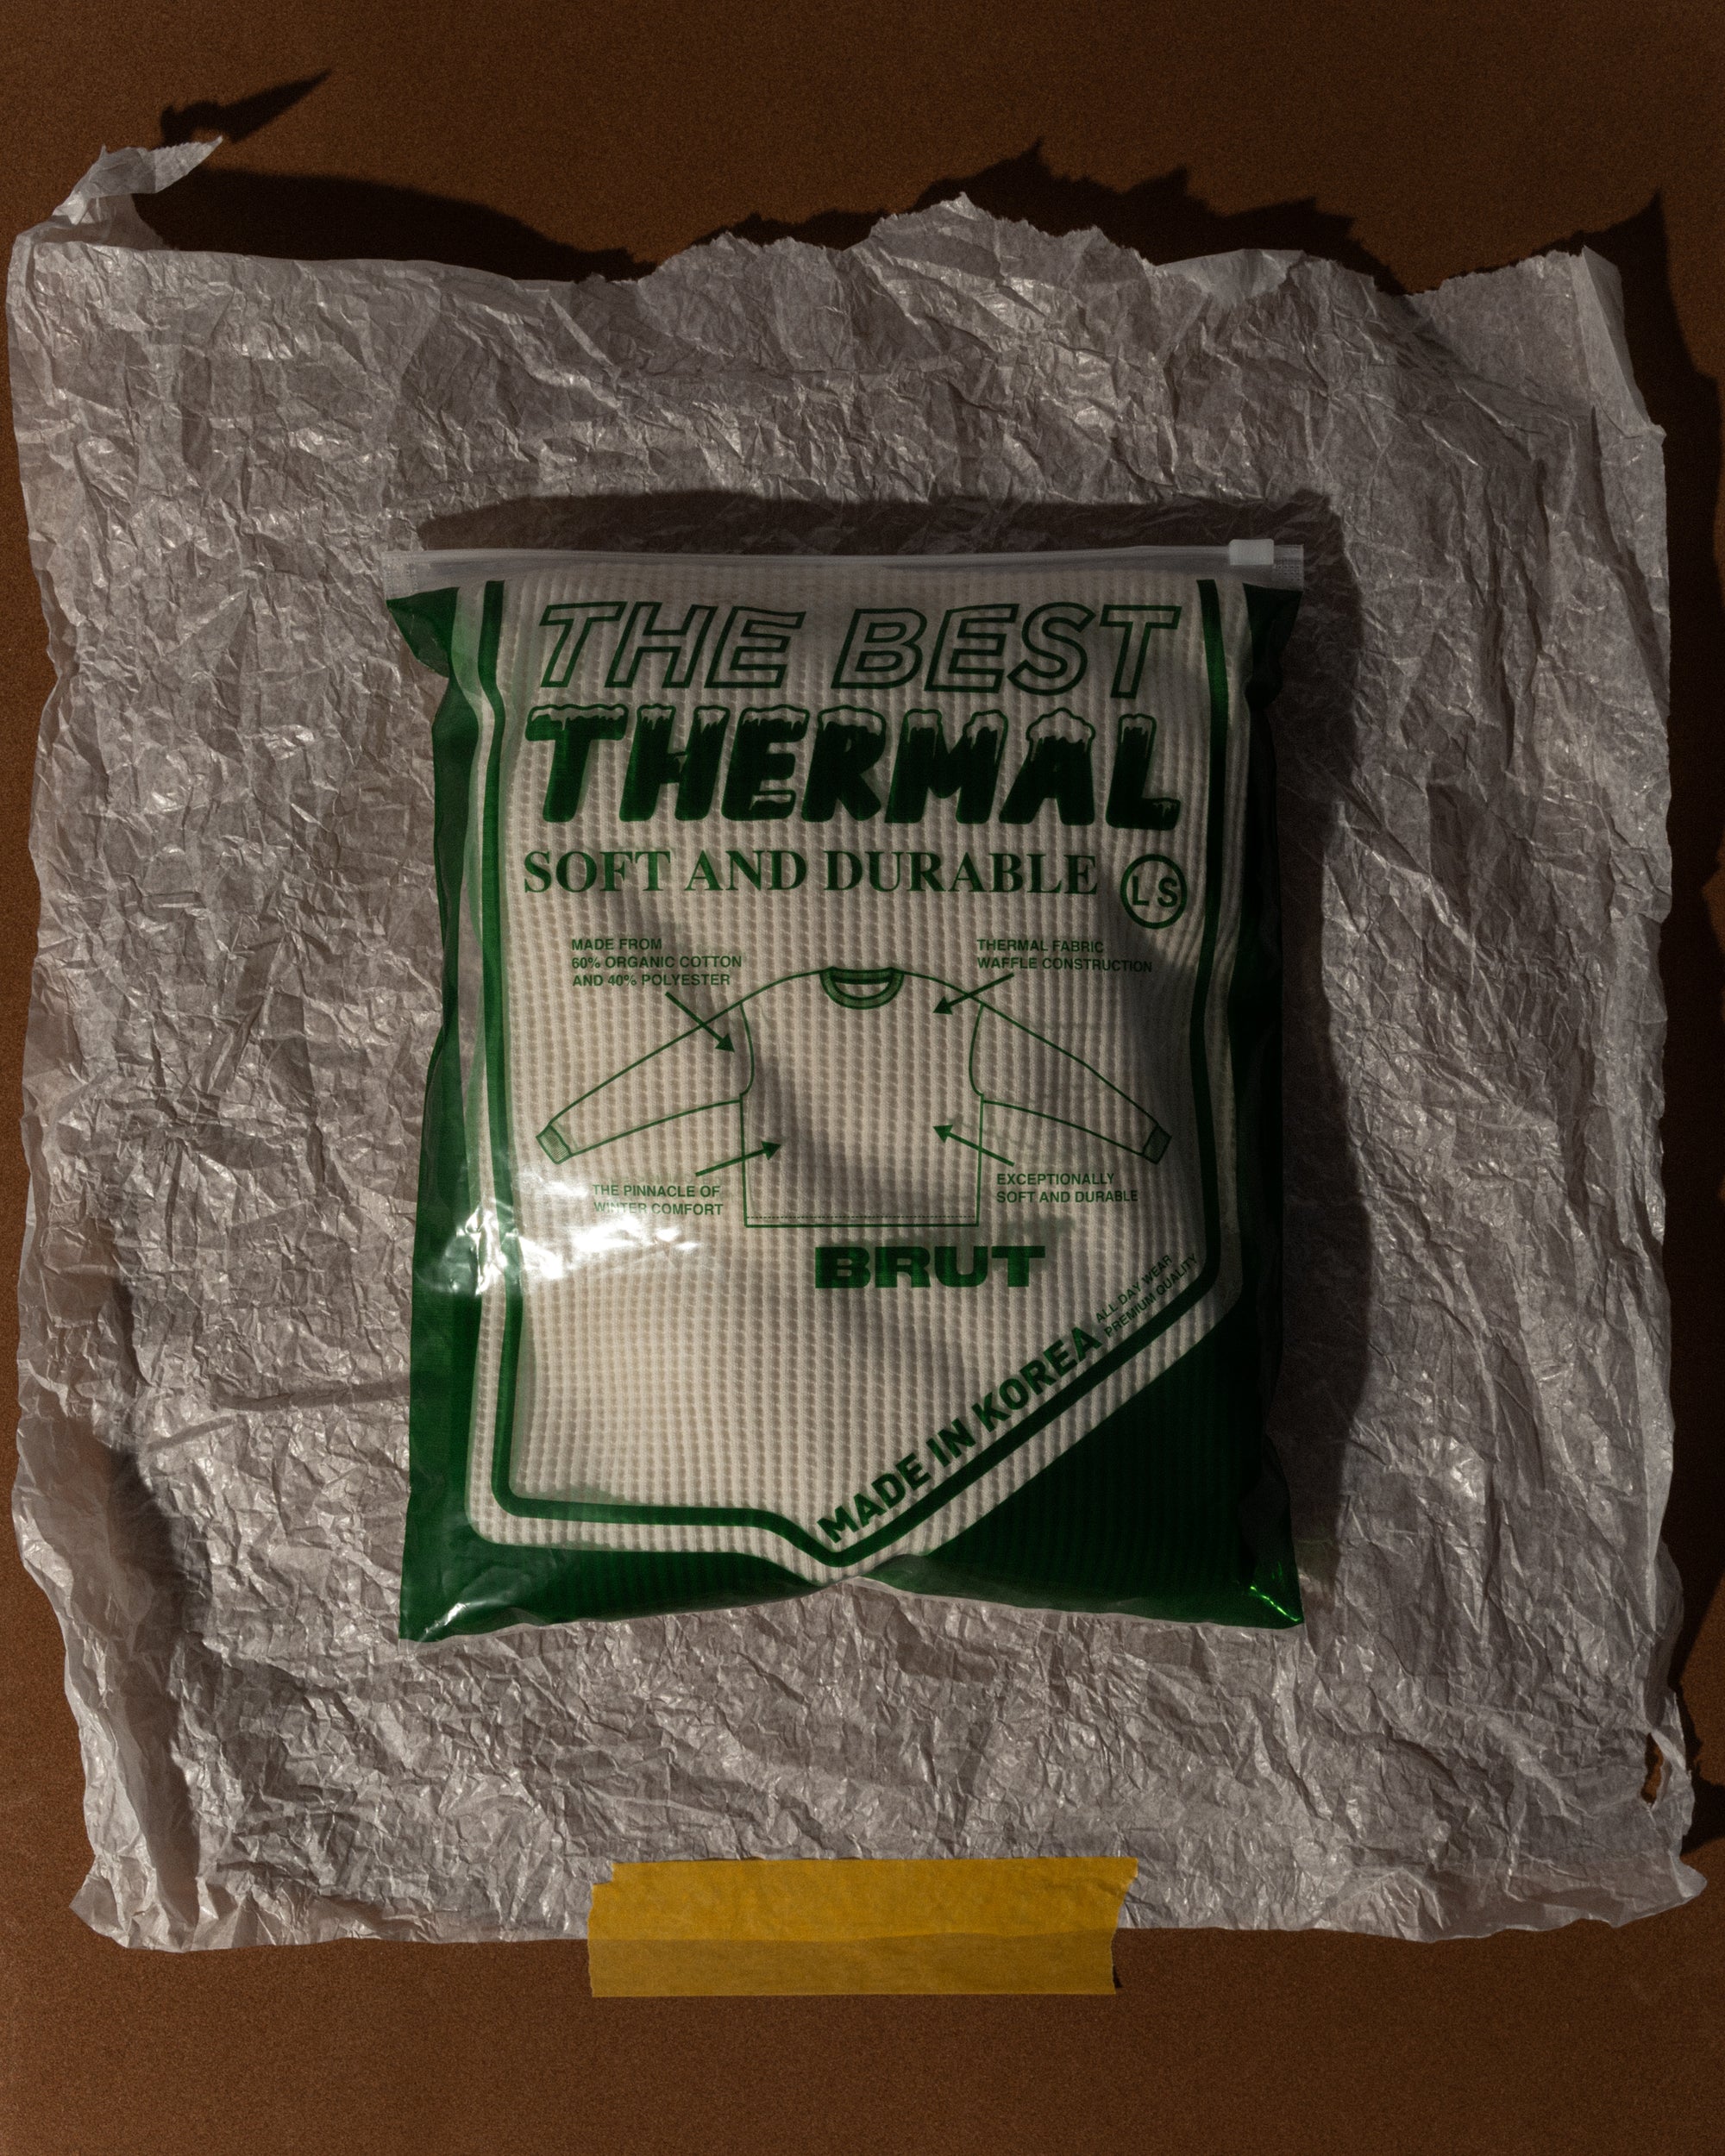 THE BEST
THERMAL
SOFT AND DURABLE
LS
MADE FROM
60% ORGANIC COTTON
AND 40% POLYESTER
THERMAL FABRIC
WAFFLE CONSTRUCTION
THE PINNACLE OF
WINTER COMFORT
EXCEPTIONALLY
SOFT AND DURABLE
BRUT
MADE IN KOREA
ALL DAY WEAR
PREMIUM QUALITY